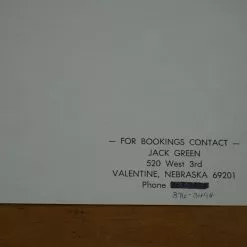 — FOR BOOKINGS CONTACT —
JACK GREEN
520 West 3rd
VALENTINE, NEBRASKA 69201
Phone